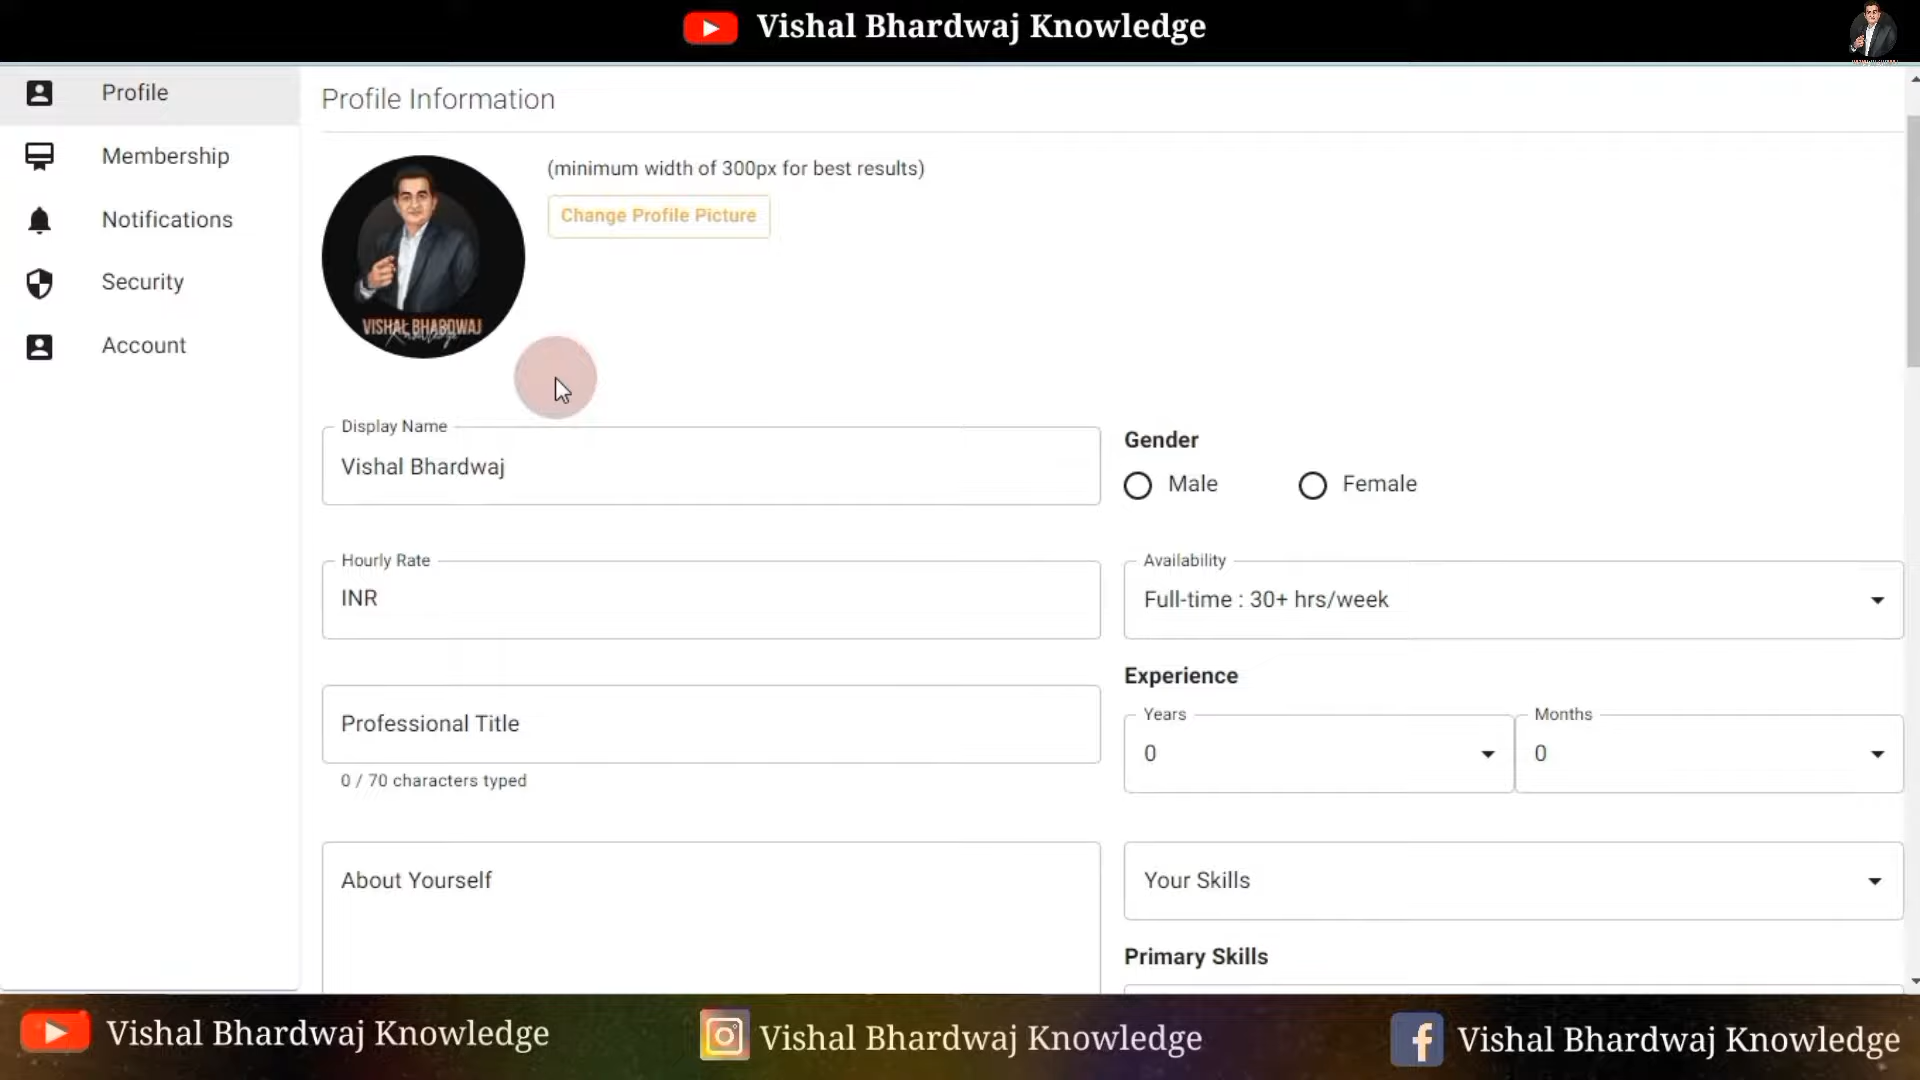 Vishal Bhardwaj Knowledge
Profile
Membership
Notifications
Security
Account
Profile Information
(minimum width of 300px for best results)
Change Profile Picture
VISHAL BHARDWAJ
Knowledge
Display Name
Vishal Bhardwaj
Gender
Male
Female
Hourly Rate
INR
Availability
Full-time : 30+ hrs/week
Professional Title
0 / 70 characters typed
Experience
Years
0
Months
0
About Yourself
Your Skills
Primary Skills
Vishal Bhardwaj Knowledge
Vishal Bhardwaj Knowledge
Vishal Bhardwaj Knowledge